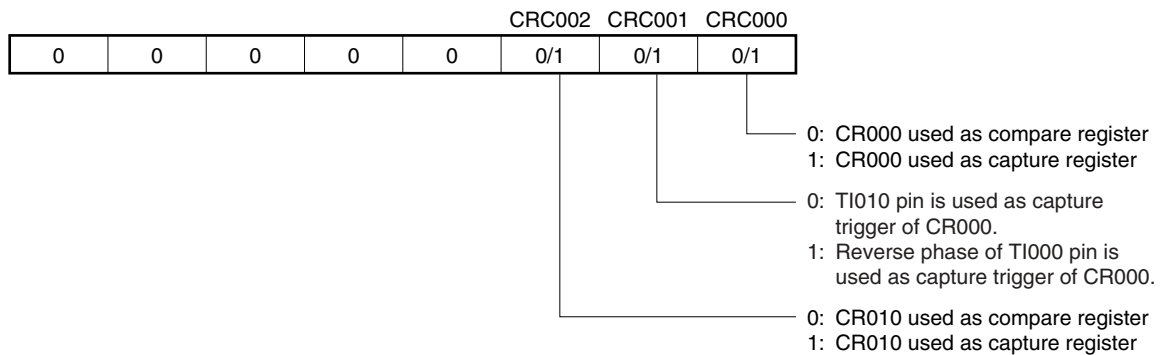 CRC002 CRC001 CRC000
0 0 0 0 0 0/1 0/1 0/1
0: CR000 used as compare register
1: CR000 used as capture register
0: TI010 pin is used as capture
trigger of CR000.
1: Reverse phase of TI000 pin is
used as capture trigger of CR000.
0: CR010 used as compare register
1: CR010 used as capture register